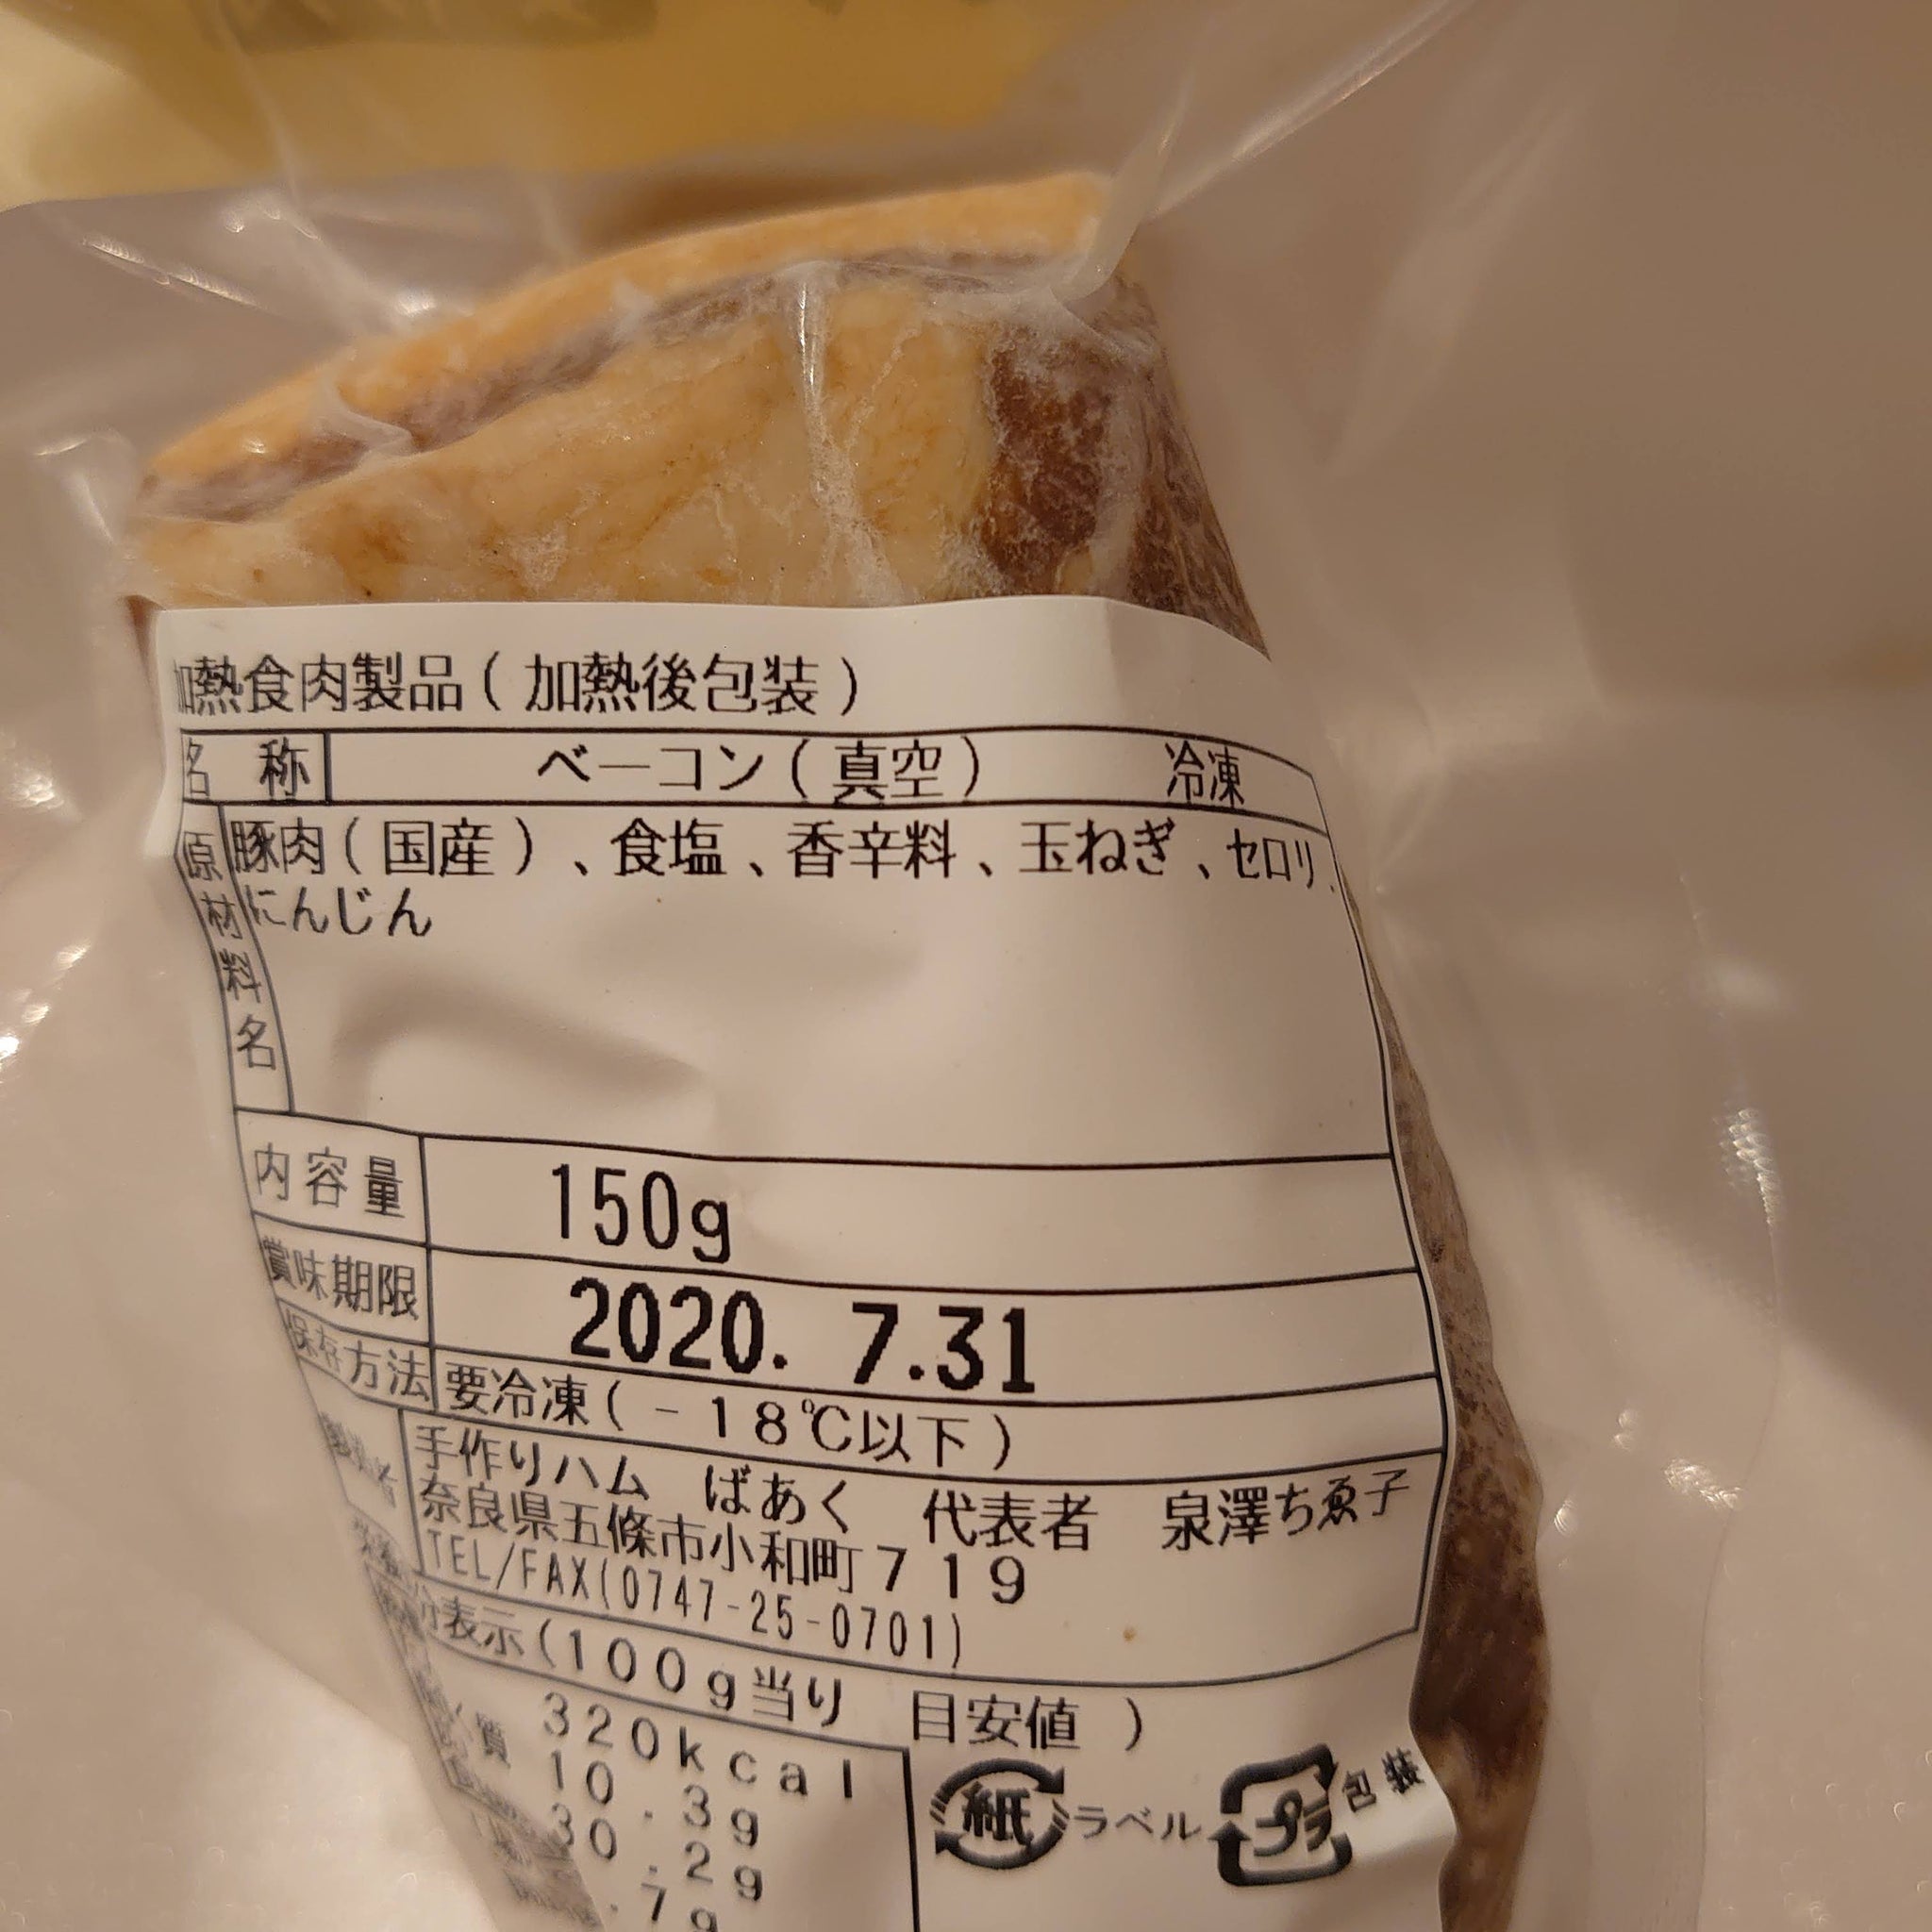 加熱食肉製品(加熱後包装)
名 称 ベーコン(真空) 冷凍
原材料名 豚肉(国産)、食塩、香辛料、玉ねぎ、セロリ、
にんじん
内容量 150g
賞味期限 2020. 7.31
保存方法 要冷凍(-18℃以下)
手作りハム ばあく 代表者 泉澤ちゑ子
奈良県五條市小和町719
TEL/FAX(0747-25-0701)
表示(100g当り 目安値 )
320kcal
質 10.3g
30.2g
.7g
紙 ラベル プラ 包装